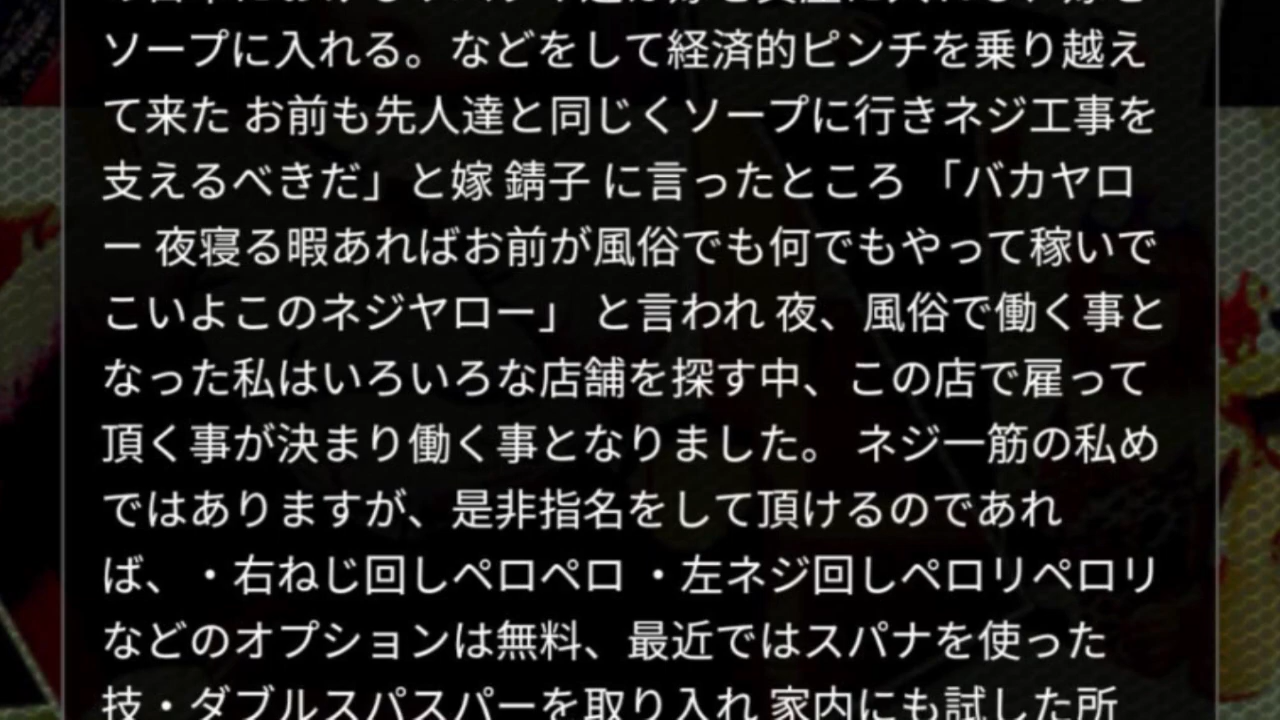 ソープに入れる。などをして経済的ピンチを乗り越え
て来た お前も先人達と同じくソープに行きネジ工事を
支えるべきだ」と嫁 錆子 に言ったところ 「バカヤロ
ー 夜寝る暇あればお前が風俗でも何でもやって稼いで
こいよこのネジヤロー」 と言われ 夜、風俗で働く事と
なった私はいろいろな店舗を探す中、この店で雇って
頂く事が決まり働く事となりました。 ネジ一筋の私め
ではありますが、是非指名をして頂けるのであれ
ば、・右ねじ回しペロペロ ・左ネジ回しペロリペロリ
などのオプションは無料、最近ではスパナを使った
技・ダブルスパスパーを取り入れ 家内にも試した所